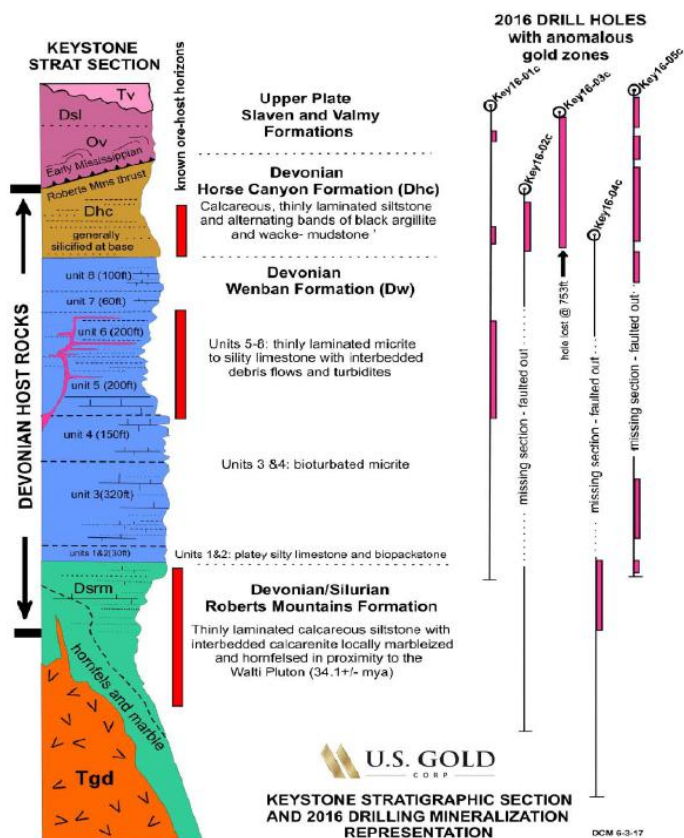 KEYSTONE
STRAT SECTION
Tv
Dsl
Ov
Early Mississippian
Roberts Mtns thrust
Dhc
generally
silicified at base
unit 8 (100ft)
unit 7 (60ft)
unit 6 (200ft)
unit 5 (200ft)
unit 4 (150ft)
unit 3(320ft)
units 1&2(30ft)
Dsrm
hornfels and marble
Tgd
DEVONIAN HOST ROCKS
known ore-host horizons
Upper Plate
Slaven and Valmy
Formations
Devonian
Horse Canyon Formation (Dhc)
Calcareous, thinly laminated siltstone
and alternating bands of black argillite
and wacke- mudstone '
Devonian
Wenban Formation (Dw)
Units 5-8: thinly laminated micrite
to sility limestone with interbedded
debris flows and turbidites
Units 3 &4: bioturbated micrite
Units 1&2: platey silty limestone and biopackstone
Devonian/Silurian
Roberts Mountains Formation
Thinly laminated calcareous siltstone with
interbedded calcarenite locally marbleized
and hornfelsed in proximity to the
Walti Pluton (34.1+/- mya)
2016 DRILL HOLES
with anomalous
gold zones
Key16-01c
Key16-02c
Key16-03c
Key16-04c
Key16-05c
hole lost @ 753ft
missing section - faulted out
missing section - faulted out
missing section - faulted out
U.S. GOLD
CORP
KEYSTONE STRATIGRAPHIC SECTION
AND 2016 DRILLING MINERALIZATION
REPRESENTATION
DCM 6-3-17